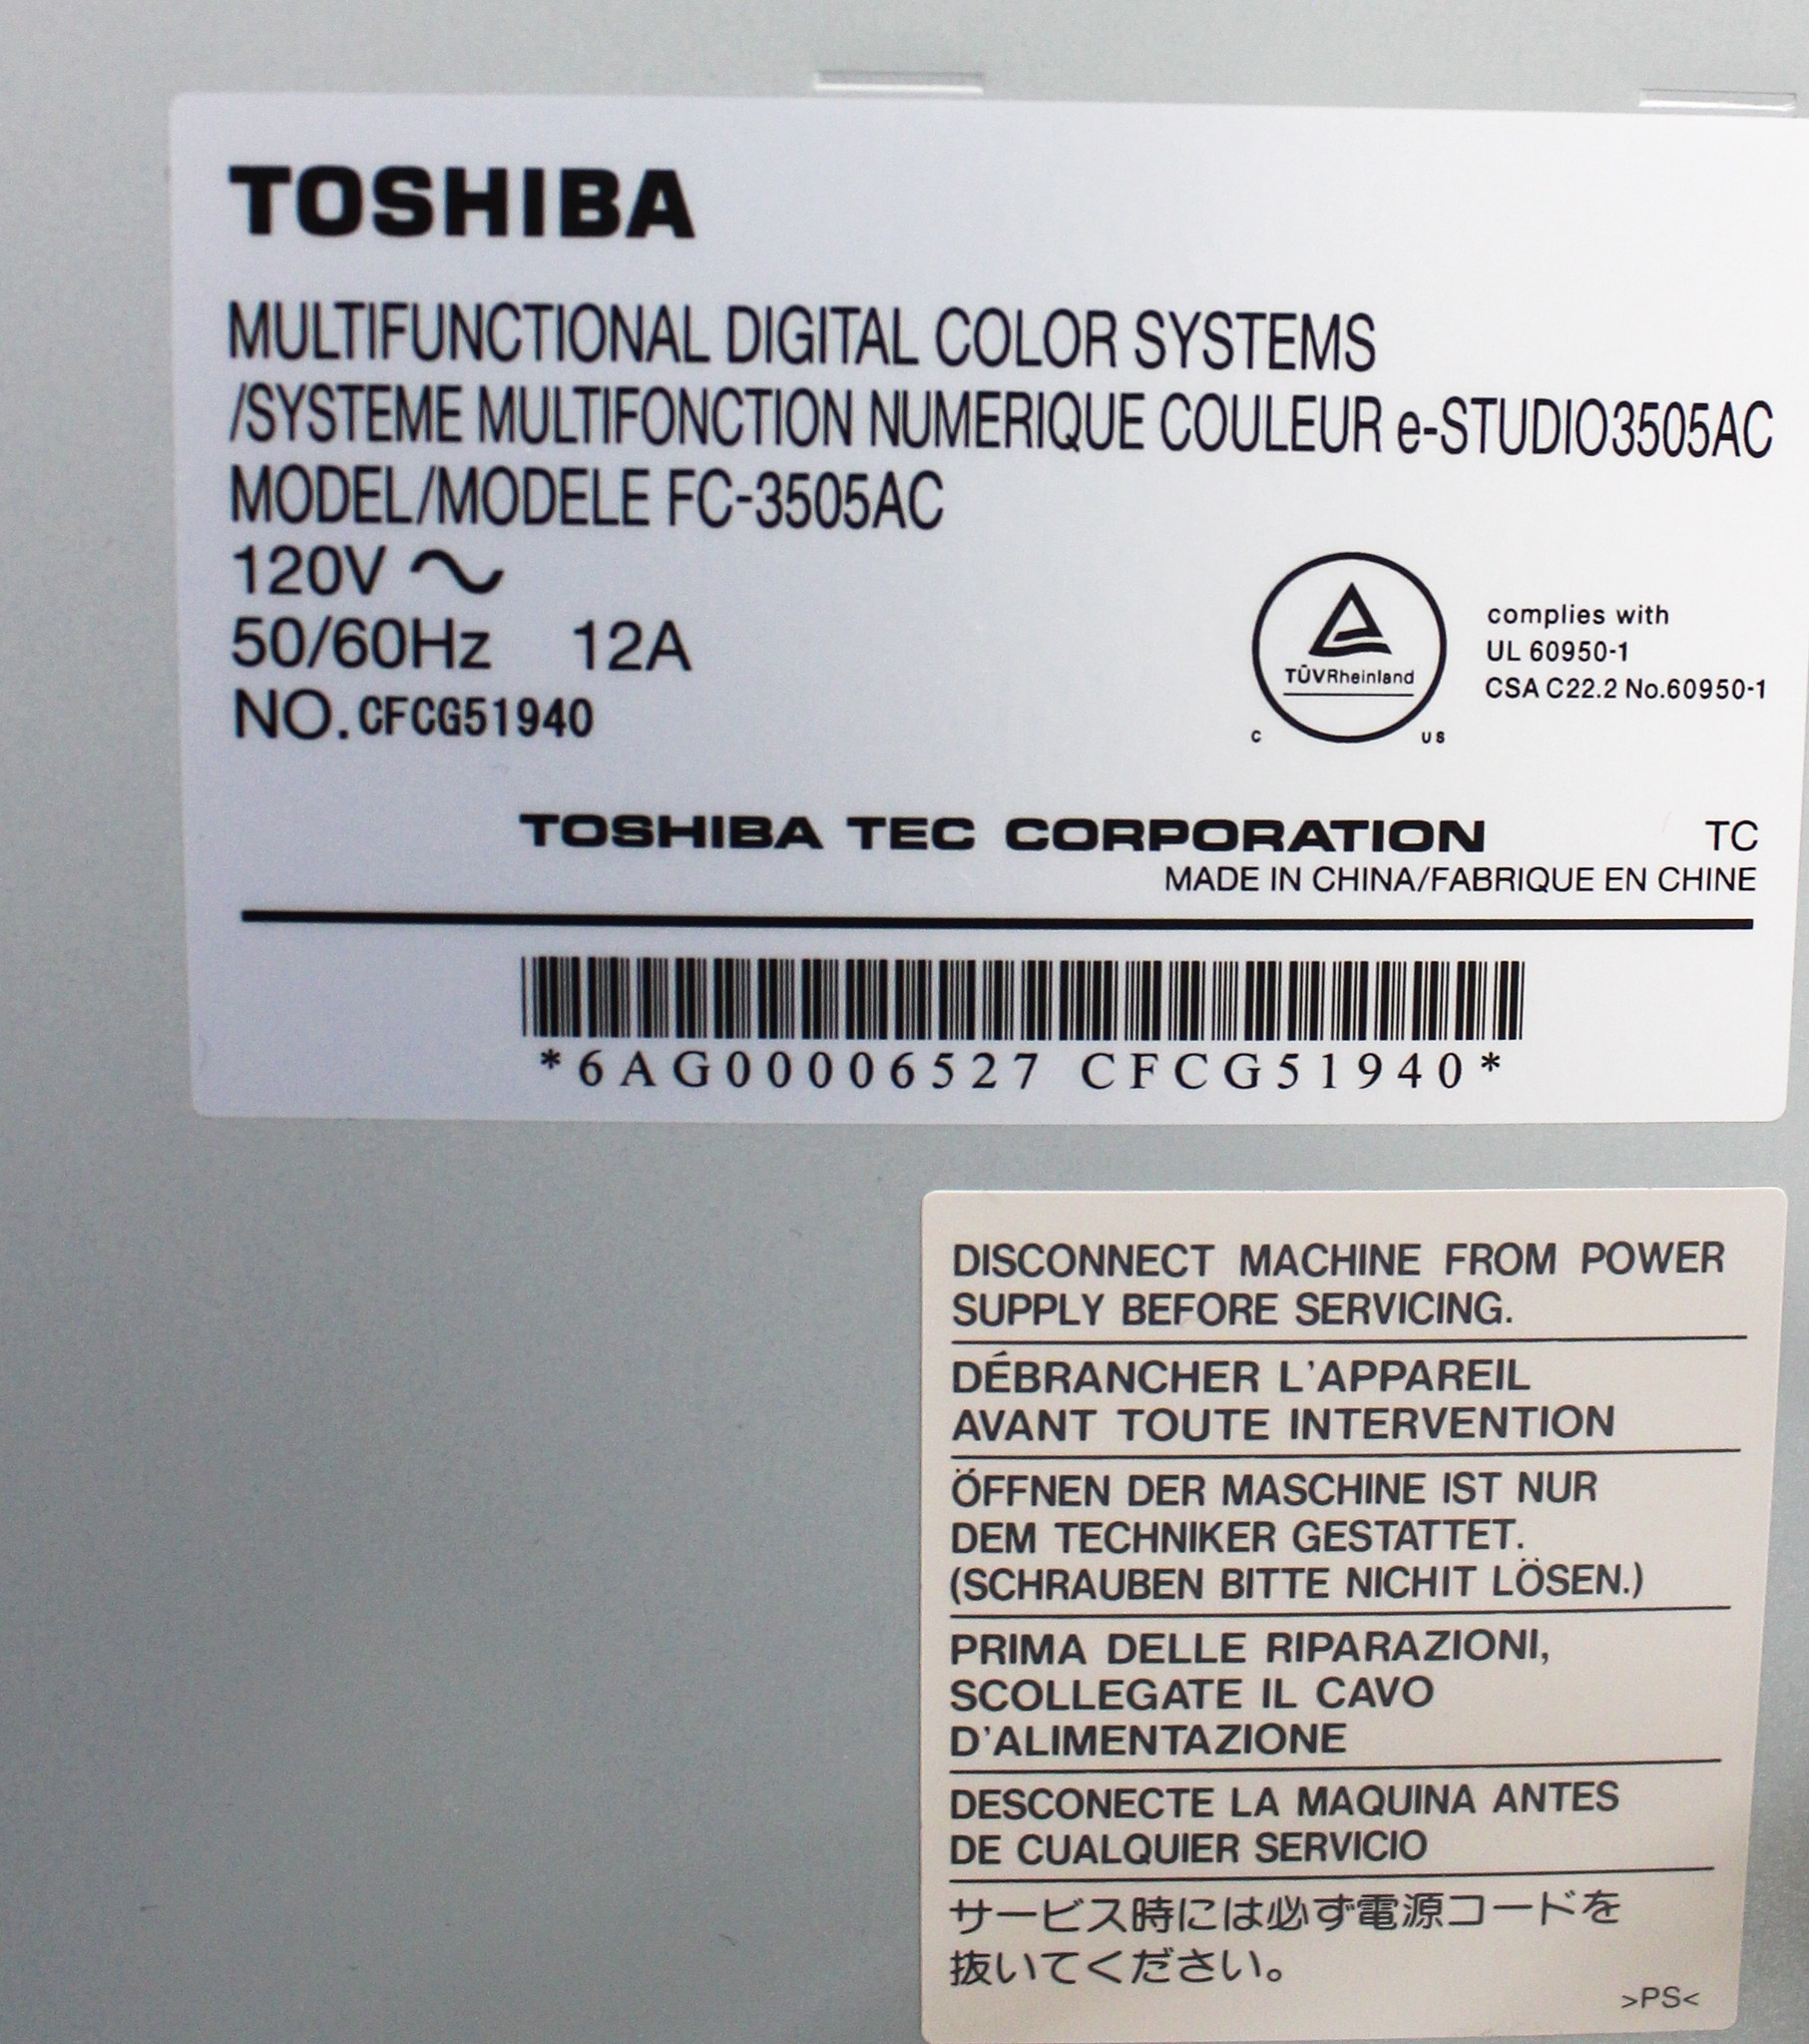 TOSHIBA
MULTIFUNCTIONAL DIGITAL COLOR SYSTEMS
/SYSTEME MULTIFONCTION NUMERIQUE COULEUR e-STUDIO3505AC
MODEL/MODELE FC-3505AC
120V ～
50/60Hz 12A
NO. CFCG51940
TÜVRheinland
C US
complies with
UL 60950-1
CSA C22.2 No.60950-1
TOSHIBA TEC CORPORATION TC
MADE IN CHINA/FABRIQUE EN CHINE
*6AG00006527 CFCG51940*
DISCONNECT MACHINE FROM POWER
SUPPLY BEFORE SERVICING.
DÉBRANCHER L'APPAREIL
AVANT TOUTE INTERVENTION
ÖFFNEN DER MASCHINE IST NUR
DEM TECHNIKER GESTATTET.
(SCHRAUBEN BITTE NICHIT LÖSEN.)
PRIMA DELLE RIPARAZIONI,
SCOLLEGATE IL CAVO
D'ALIMENTAZIONE
DESCONECTE LA MAQUINA ANTES
DE CUALQUIER SERVICIO
サービス時には必ず電源コードを
抜いてください。
>PS<